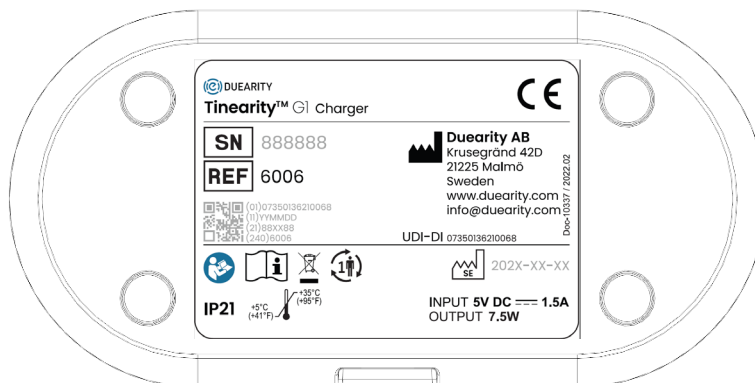 (e) DUEARITY
Tinearity™ G1 Charger
CE
SN 888888
REF 6006
Duearity AB
Krusegränd 42D
21225 Malmö
Sweden
www.duearity.com
info@duearity.com
Doc-10337 / 2022.02
(01)07350136210068
(11)YYMMDD
(21)88XX88
(240)6006
UDI-DI 07350136210068
i
1
SE
202X-XX-XX
IP21
+5°C
(+41°F)
+35°C
(+95°F)
INPUT 5V DC 1.5A
OUTPUT 7.5W